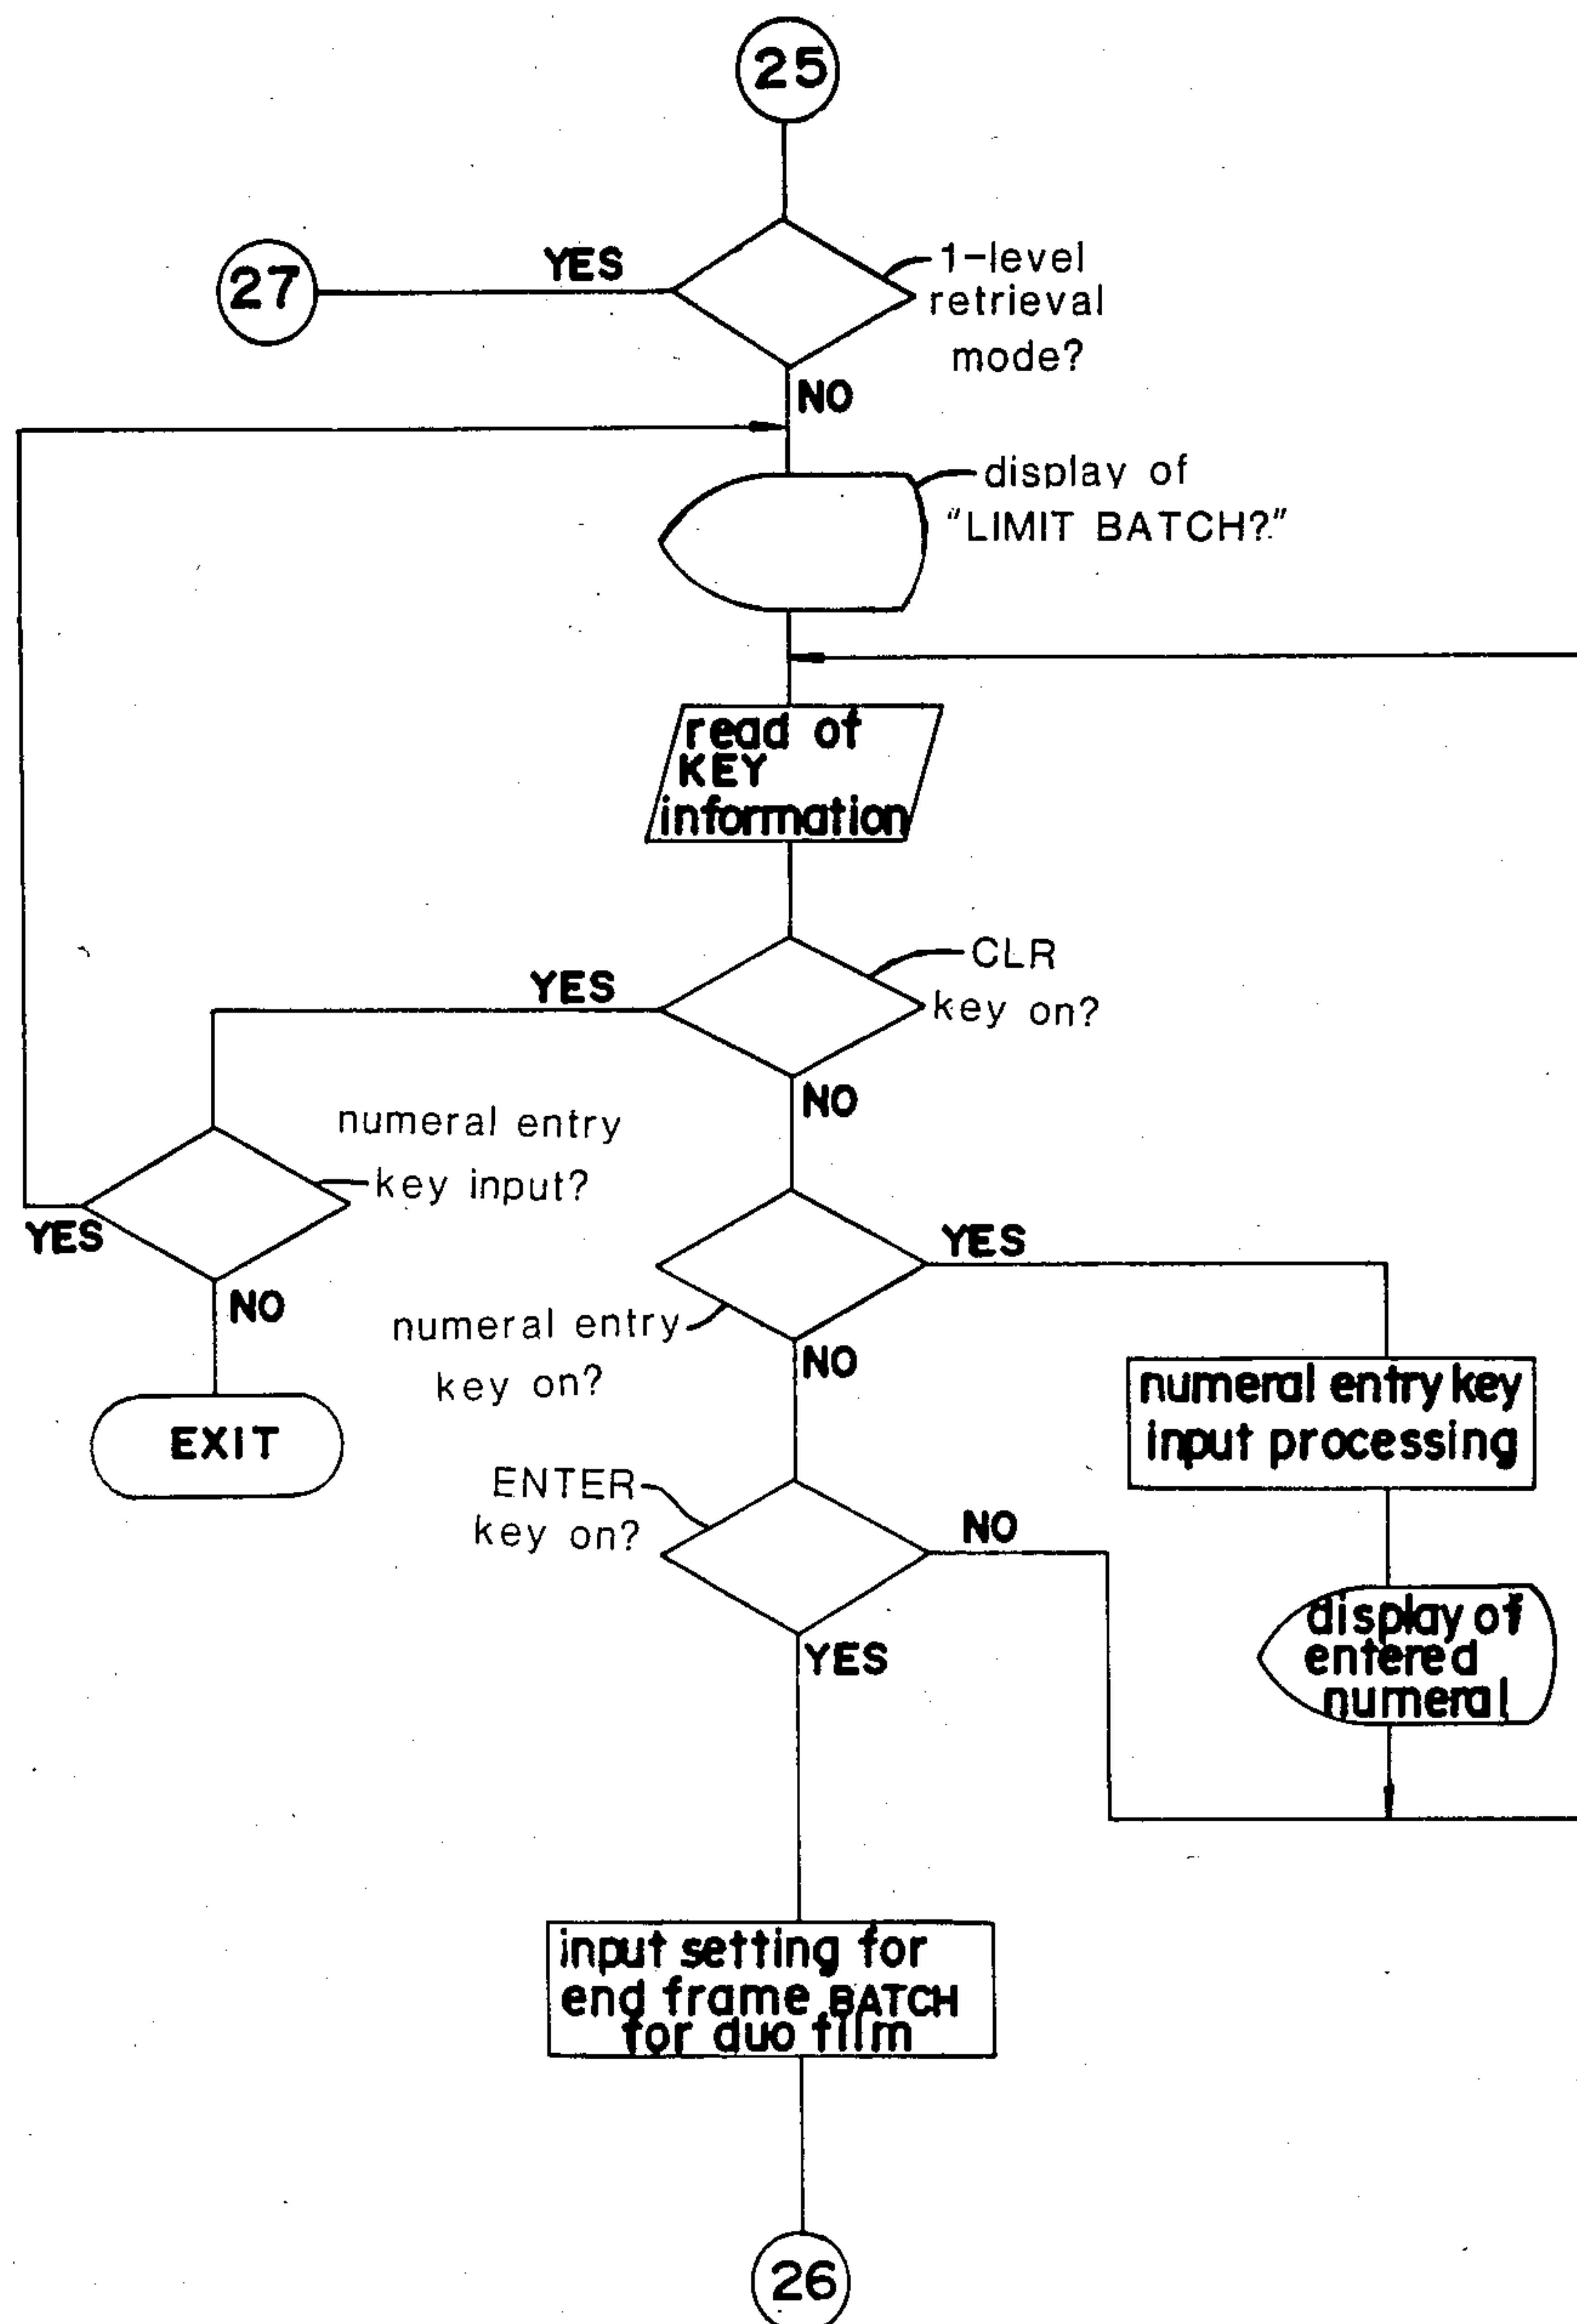 25
27
YES
1-level
retrieval
mode?
NO
display of
"LIMIT BATCH?"
read of
KEY
information
CLR
key on?
YES
NO
numeral entry
key input?
YES
NO
EXIT
YES
numeral entry
key on?
NO
numeral entry key
input processing
ENTER
key on?
NO
YES
display of
entered
numeral
input setting for
end frame BATCH
for duo film
26